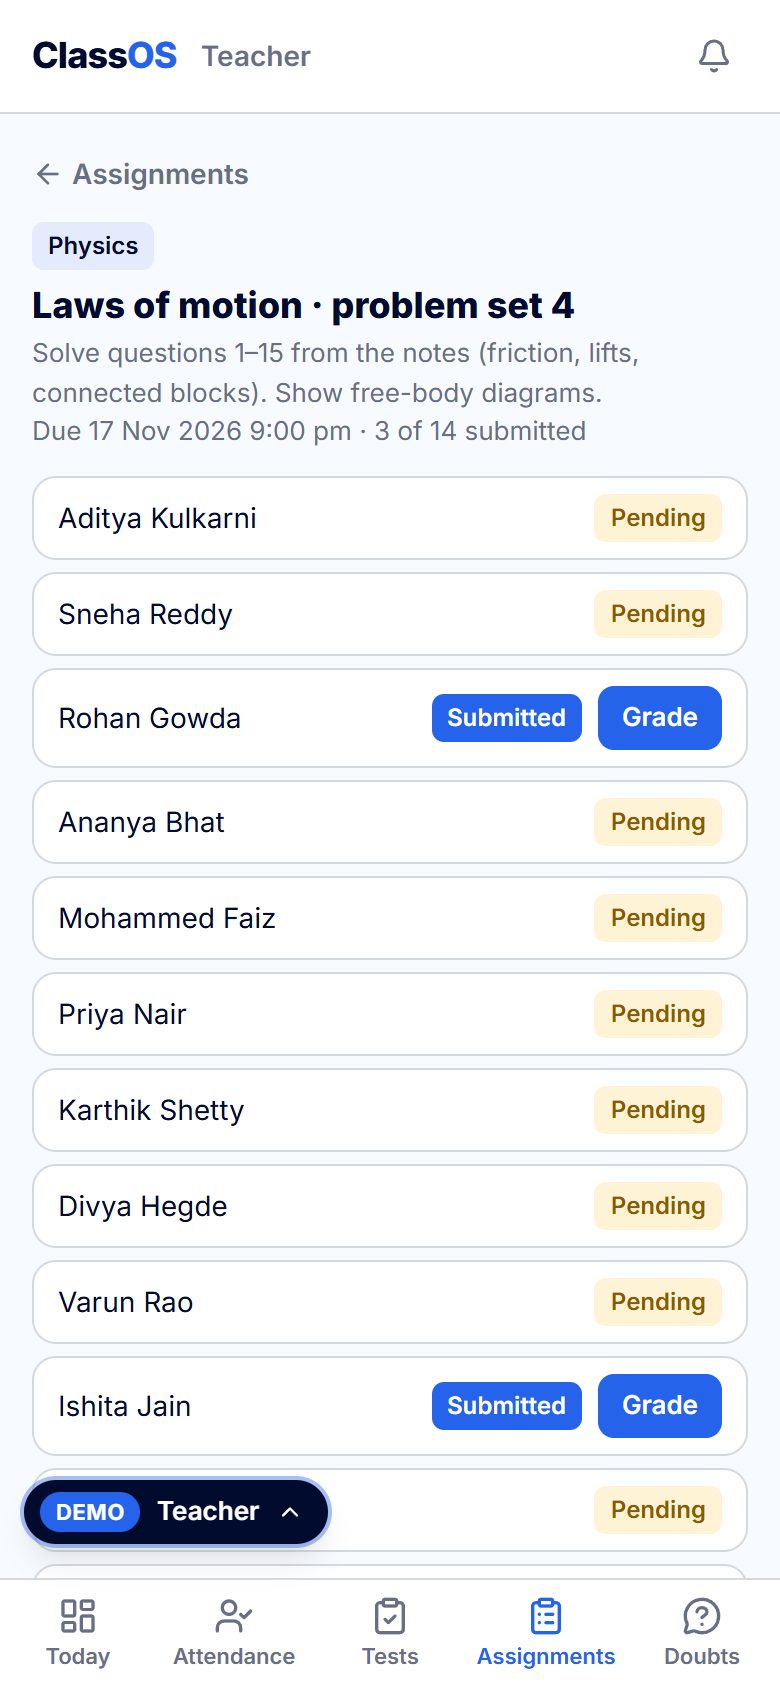 ClassOS Teacher
Assignments
Physics
Laws of motion · problem set 4
Solve questions 1–15 from the notes (friction, lifts,
connected blocks). Show free-body diagrams.
Due 17 Nov 2026 9:00 pm · 3 of 14 submitted
Aditya Kulkarni Pending
Sneha Reddy Pending
Rohan Gowda Submitted Grade
Ananya Bhat Pending
Mohammed Faiz Pending
Priya Nair Pending
Karthik Shetty Pending
Divya Hegde Pending
Varun Rao Pending
Ishita Jain Submitted Grade
DEMO Teacher Pending
Today Attendance Tests Assignments Doubts